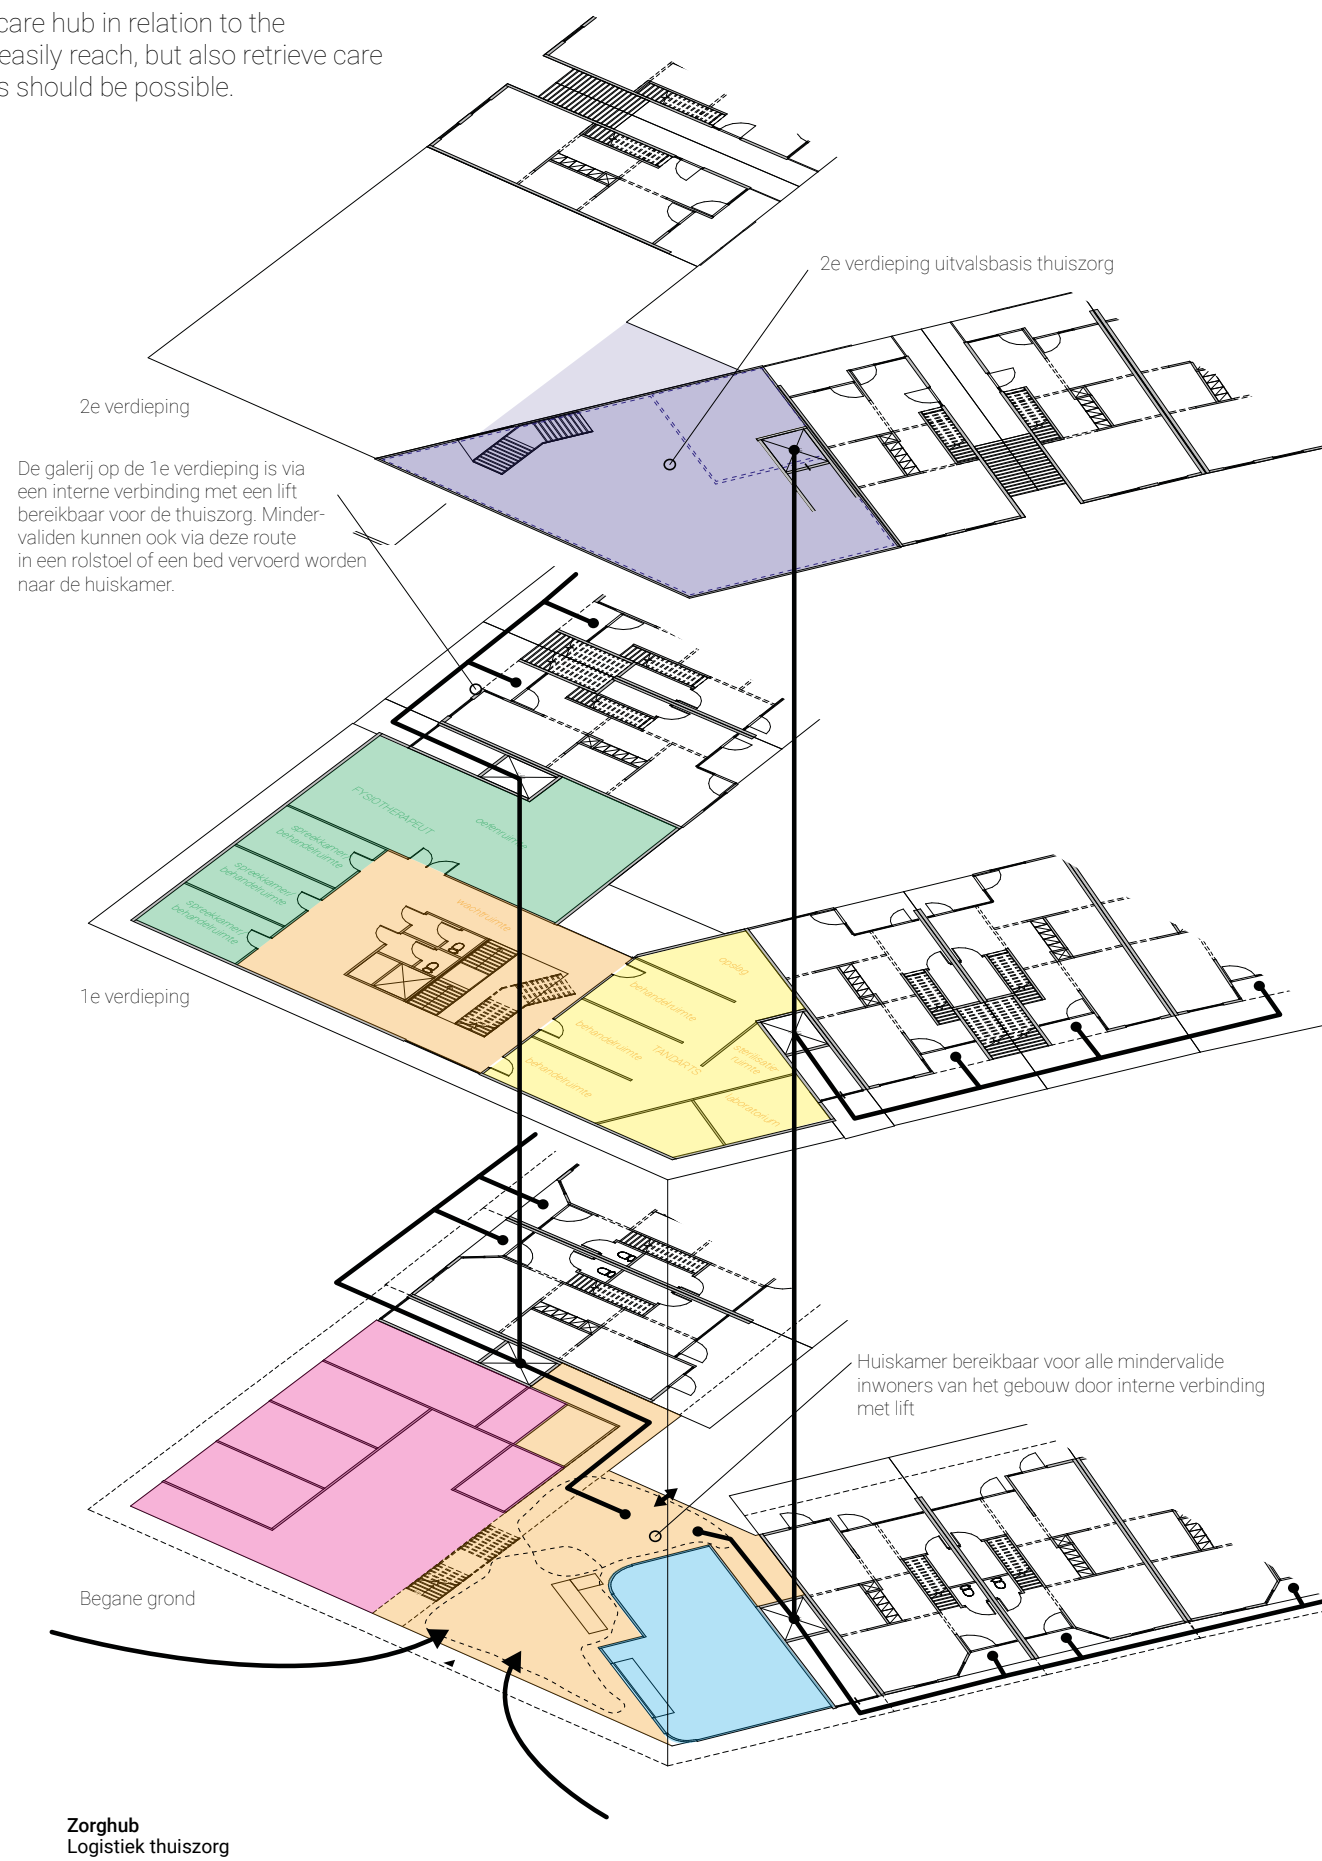 care hub in relation to the
easily reach, but also retrieve care
s should be possible.
2e verdieping uitvalsbasis thuiszorg
2e verdieping
De galerij op de 1e verdieping is via
een interne verbinding met een lift
bereikbaar voor de thuiszorg. Minder-
validen kunnen ook via deze route
in een rolstoel of een bed vervoerd worden
naar de huiskamer.
FYSIOTHERAPEUT
oefenruimte
spreekkamer/
behandelruimte
spreekkamer/
behandelruimte
spreekkamer/
behandelruimte
wachtruimte
opslag
behandelruimte
behandelruimte
TANDARTS
sterilisatie
ruimte
behandelruimte
laboratorium
1e verdieping
Huiskamer bereikbaar voor alle mindervalide
inwoners van het gebouw door interne verbinding
met lift
Begane grond
Zorghub
Logistiek thuiszorg